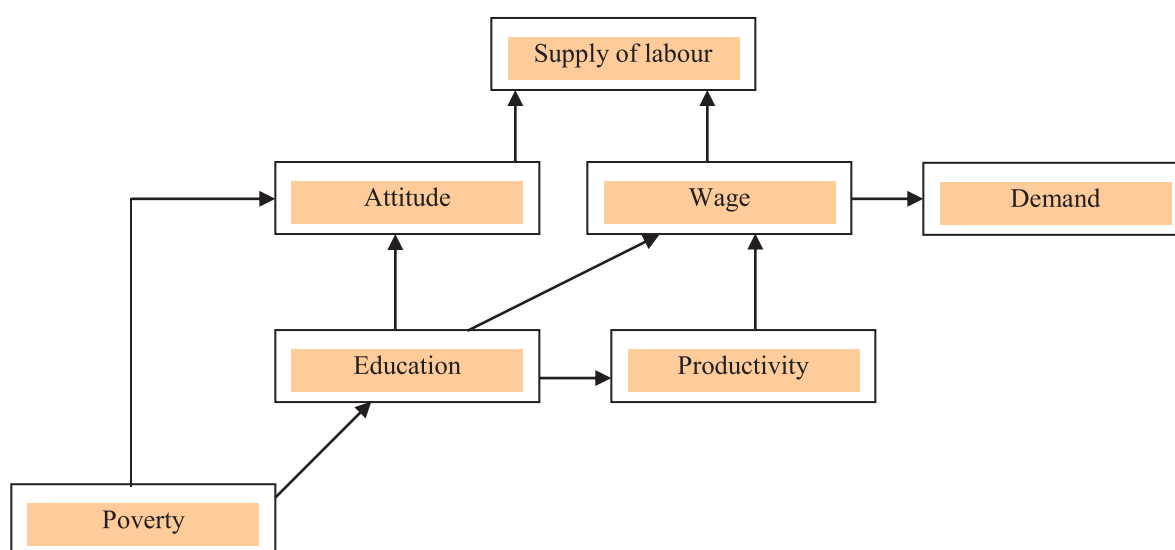 Supply of labour
Attitude
Wage
Demand
Education
Productivity
Poverty